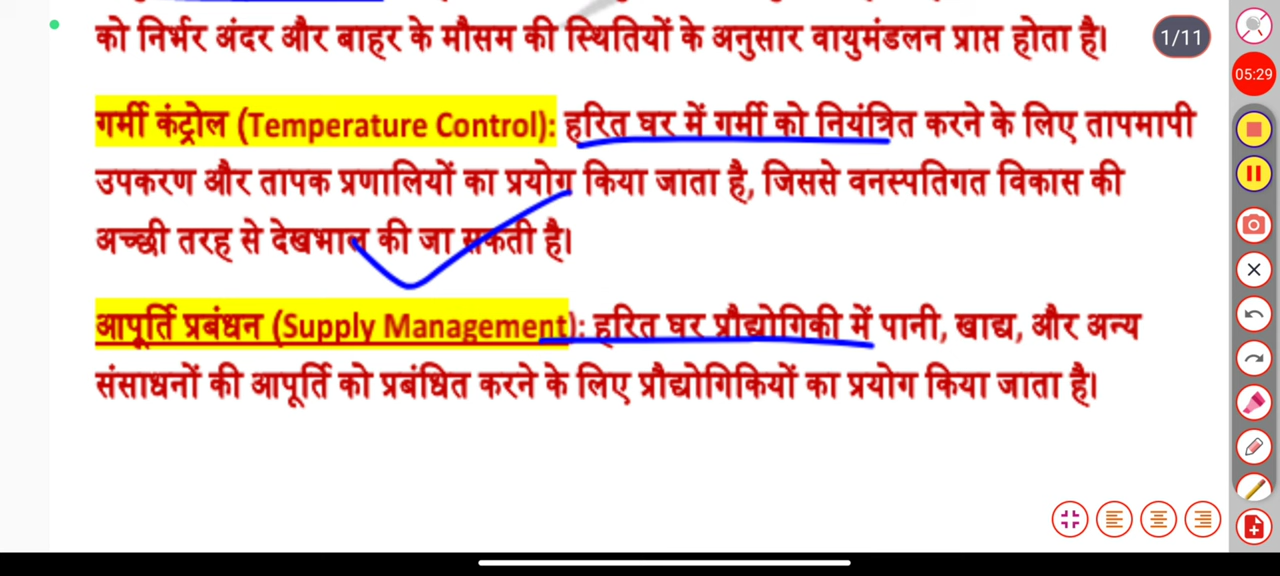 को निर्भर अंदर और बाहर के मौसम की स्थितियों के अनुसार वायुमंडलन प्राप्त होता है।
1/11
05:29
गर्मी कंट्रोल (Temperature Control): हरित घर में गर्मी को नियंत्रित करने के लिए तापमापी
उपकरण और तापक प्रणालियों का प्रयोग किया जाता है, जिससे वनस्पतिगत विकास की
अच्छी तरह से देखभाल की जा सकती है।
आपूर्ति प्रबंधन (Supply Management): हरित घर प्रौद्योगिकी में पानी, खाद्य, और अन्य
संसाधनों की आपूर्ति को प्रबंधित करने के लिए प्रौद्योगिकियों का प्रयोग किया जाता है।